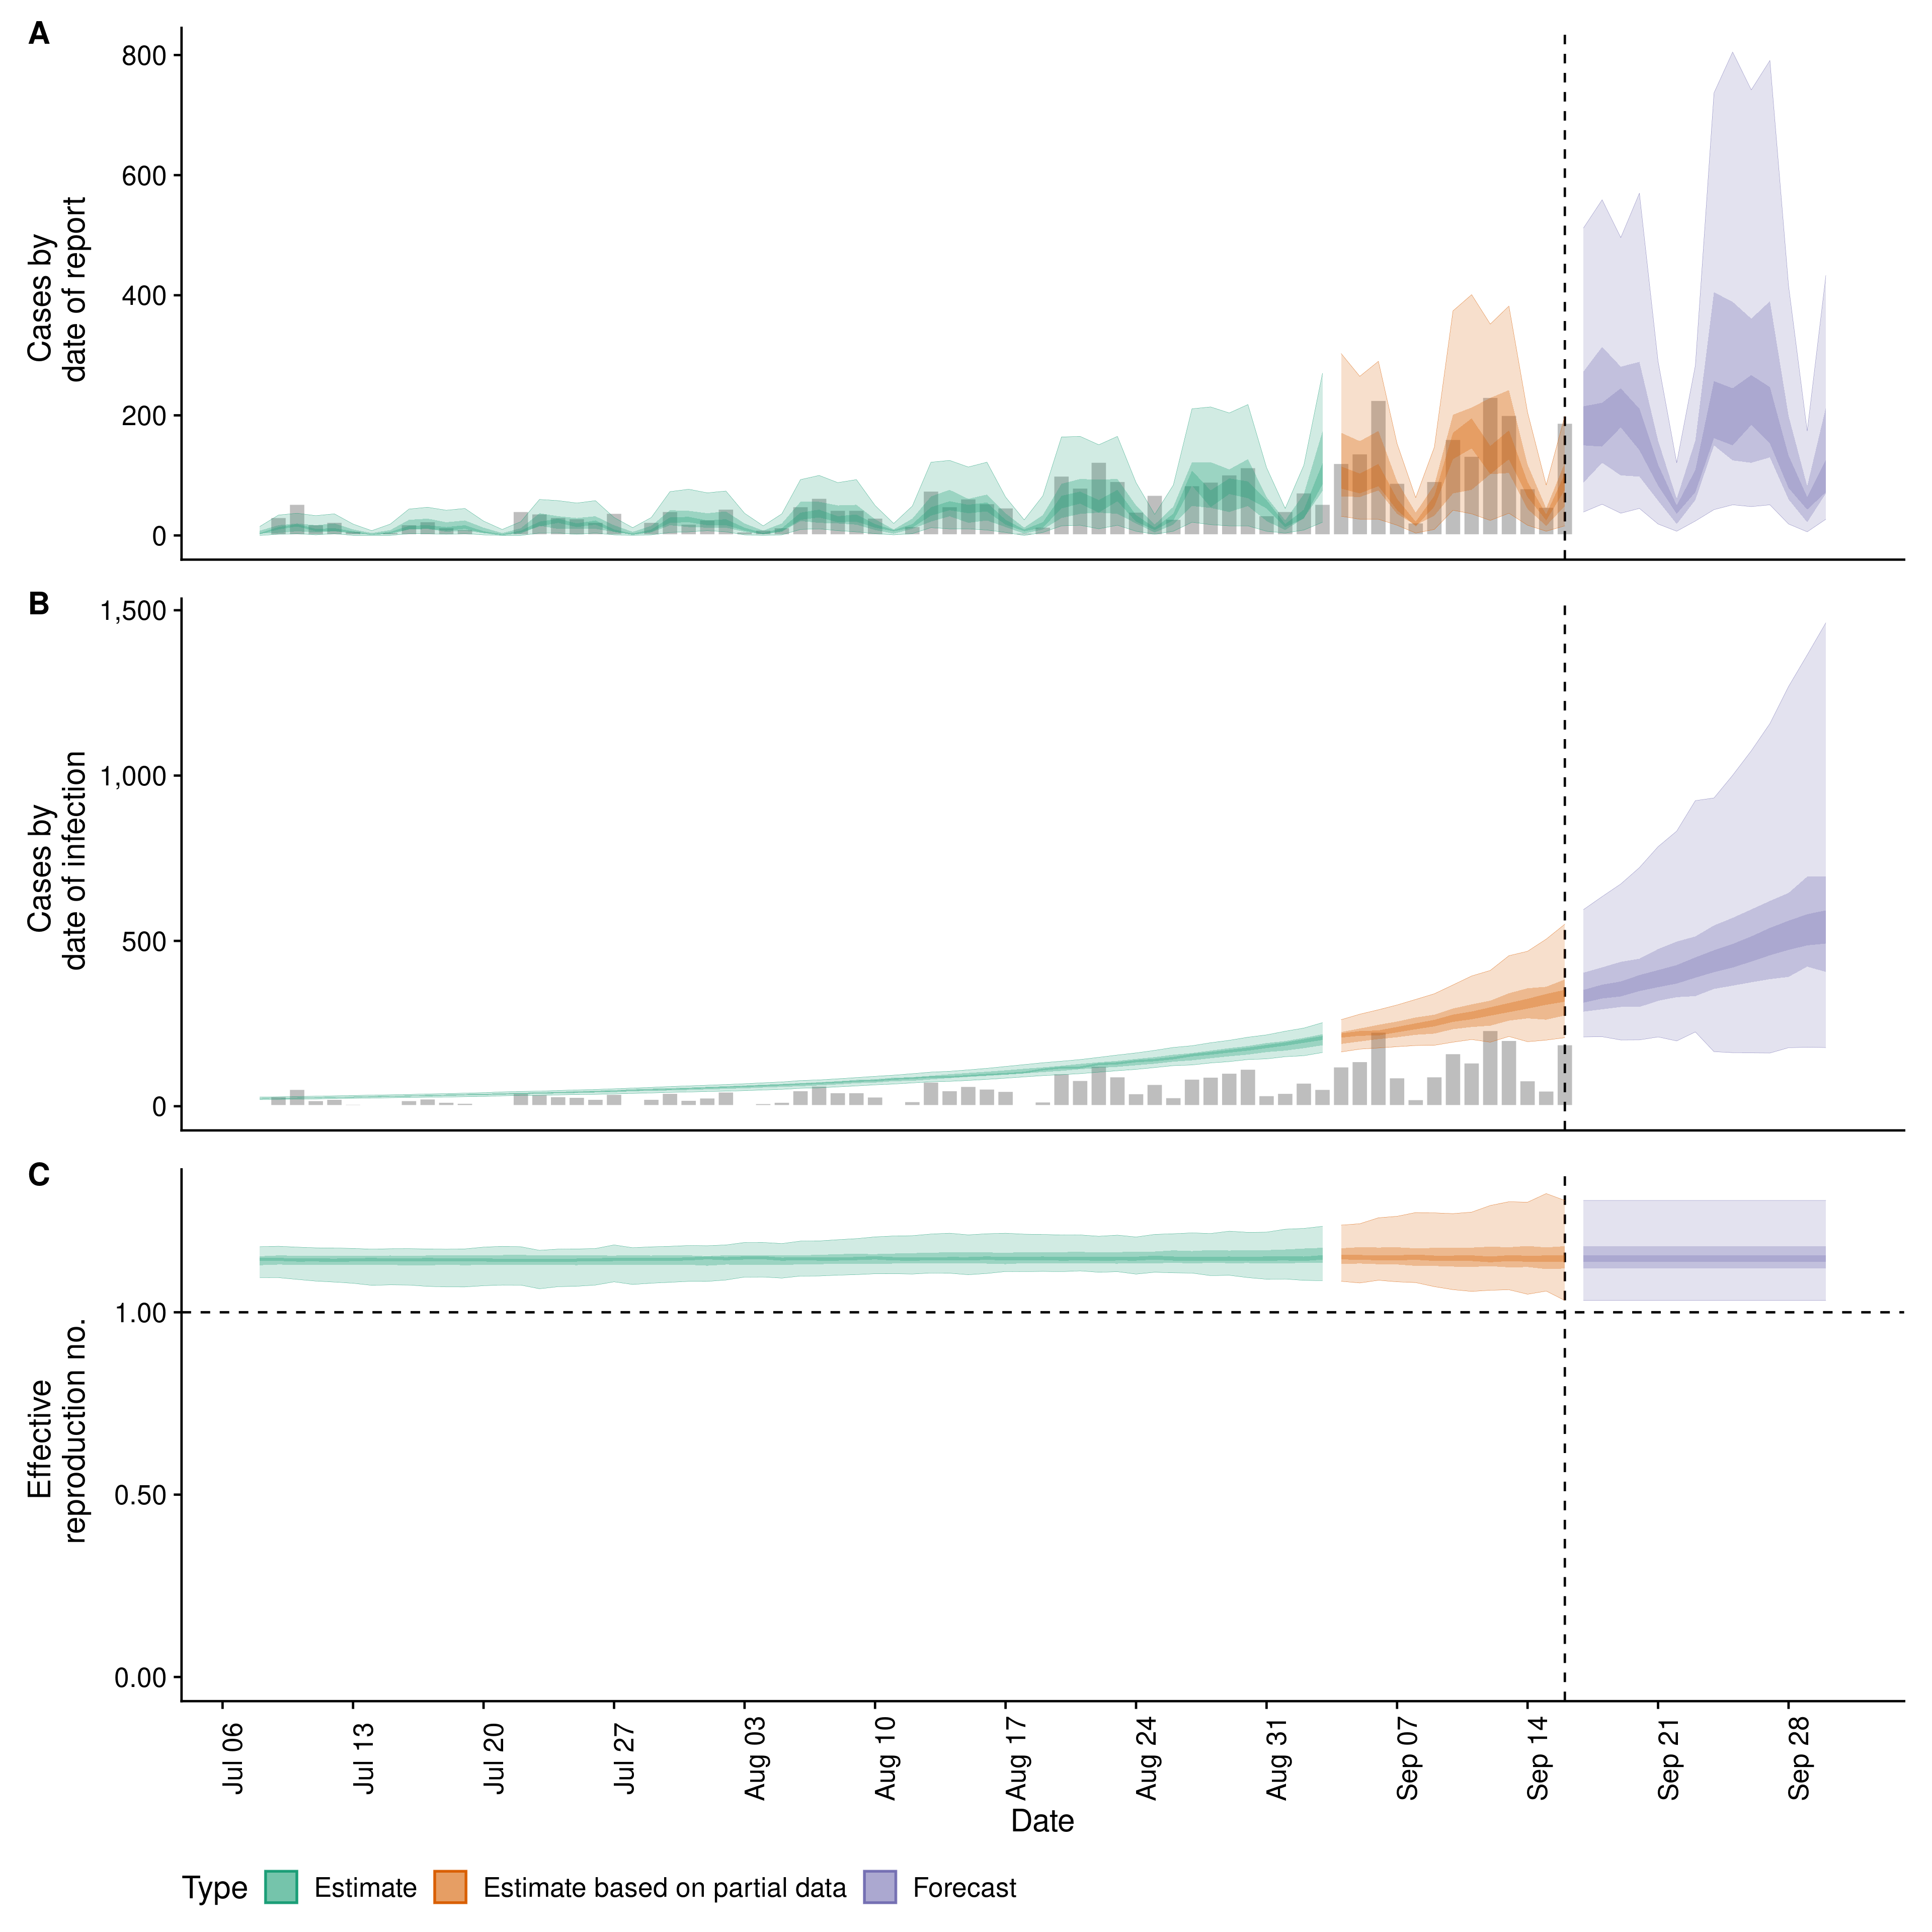 A
800
600
400
200
0
Cases by
date of report
B
1,500
1,000
500
0
Cases by
date of infection
C
1.00
0.50
0.00
Effective
reproduction no.
Jul 06
Jul 13
Jul 20
Jul 27
Aug 03
Aug 10
Aug 17
Aug 24
Aug 31
Sep 07
Sep 14
Sep 21
Sep 28
Date
Type Estimate Estimate based on partial data Forecast